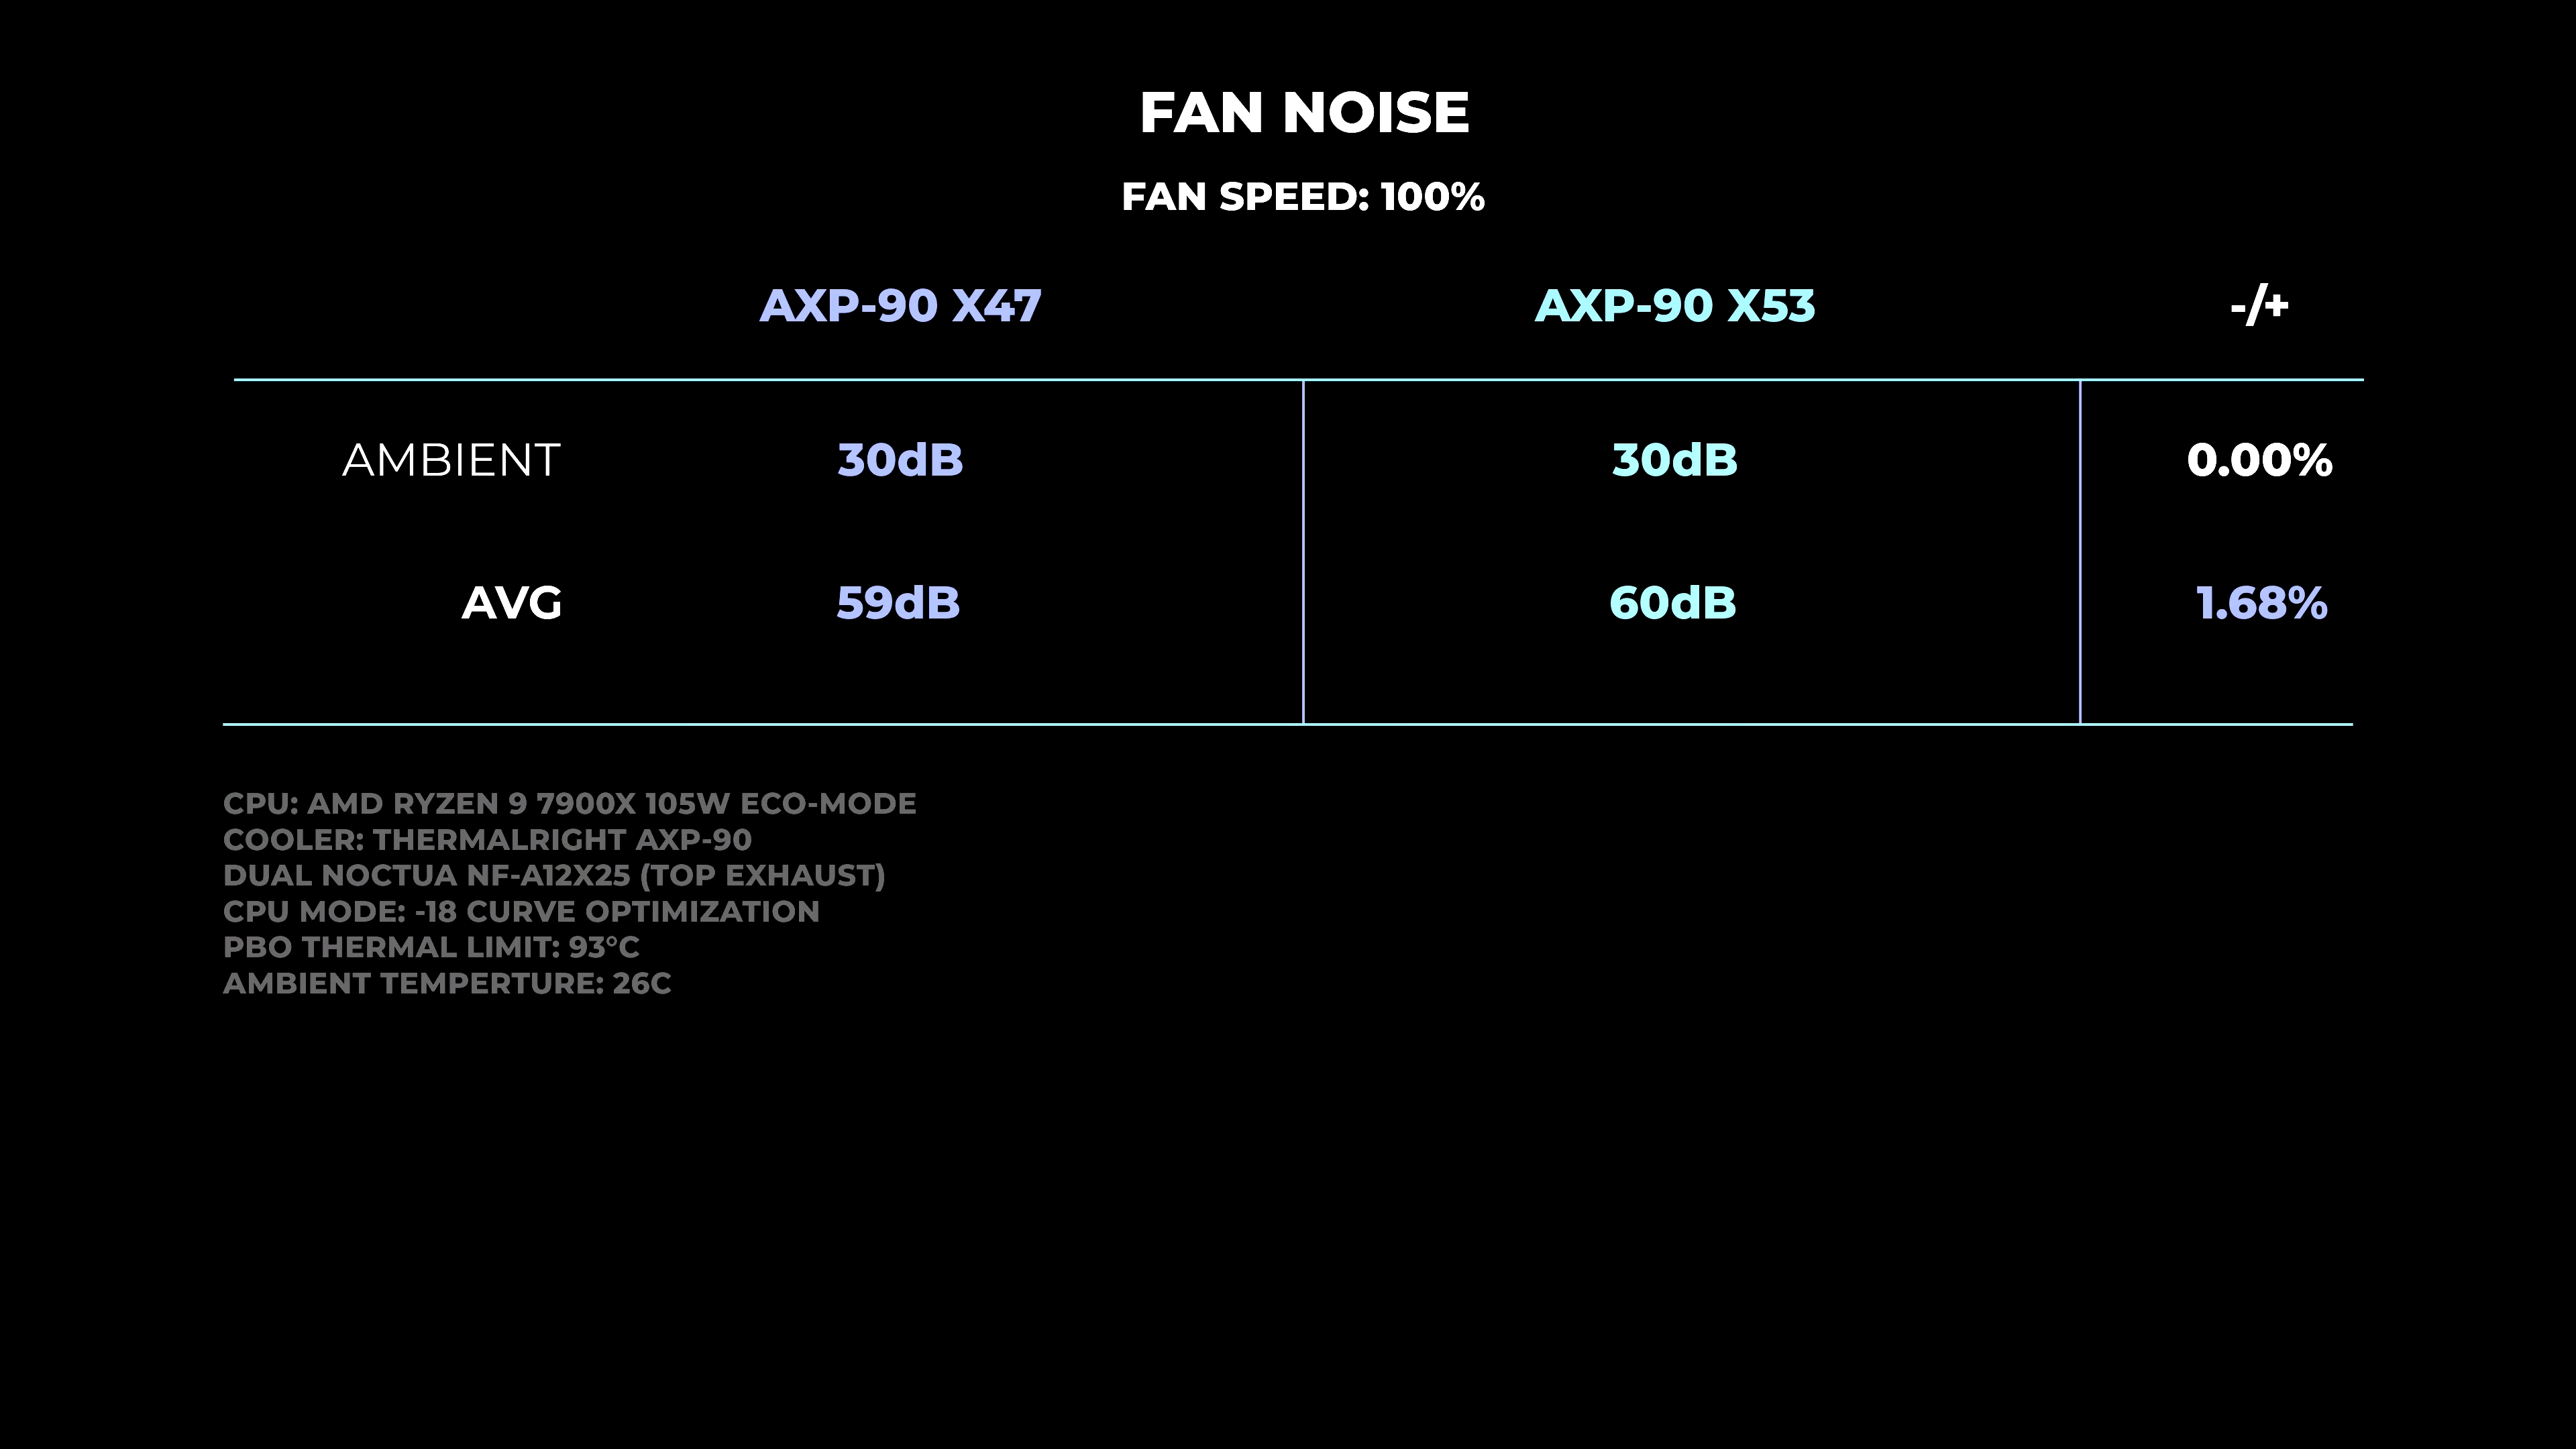 FAN NOISE
FAN SPEED: 100%
AXP-90 X47 AXP-90 X53 -/+
AMBIENT 30dB 30dB 0.00%
AVG 59dB 60dB 1.68%
CPU: AMD RYZEN 9 7900X 105W ECO-MODE
COOLER: THERMALRIGHT AXP-90
DUAL NOCTUA NF-A12X25 (TOP EXHAUST)
CPU MODE: -18 CURVE OPTIMIZATION
PBO THERMAL LIMIT: 93°C
AMBIENT TEMPERTURE: 26C